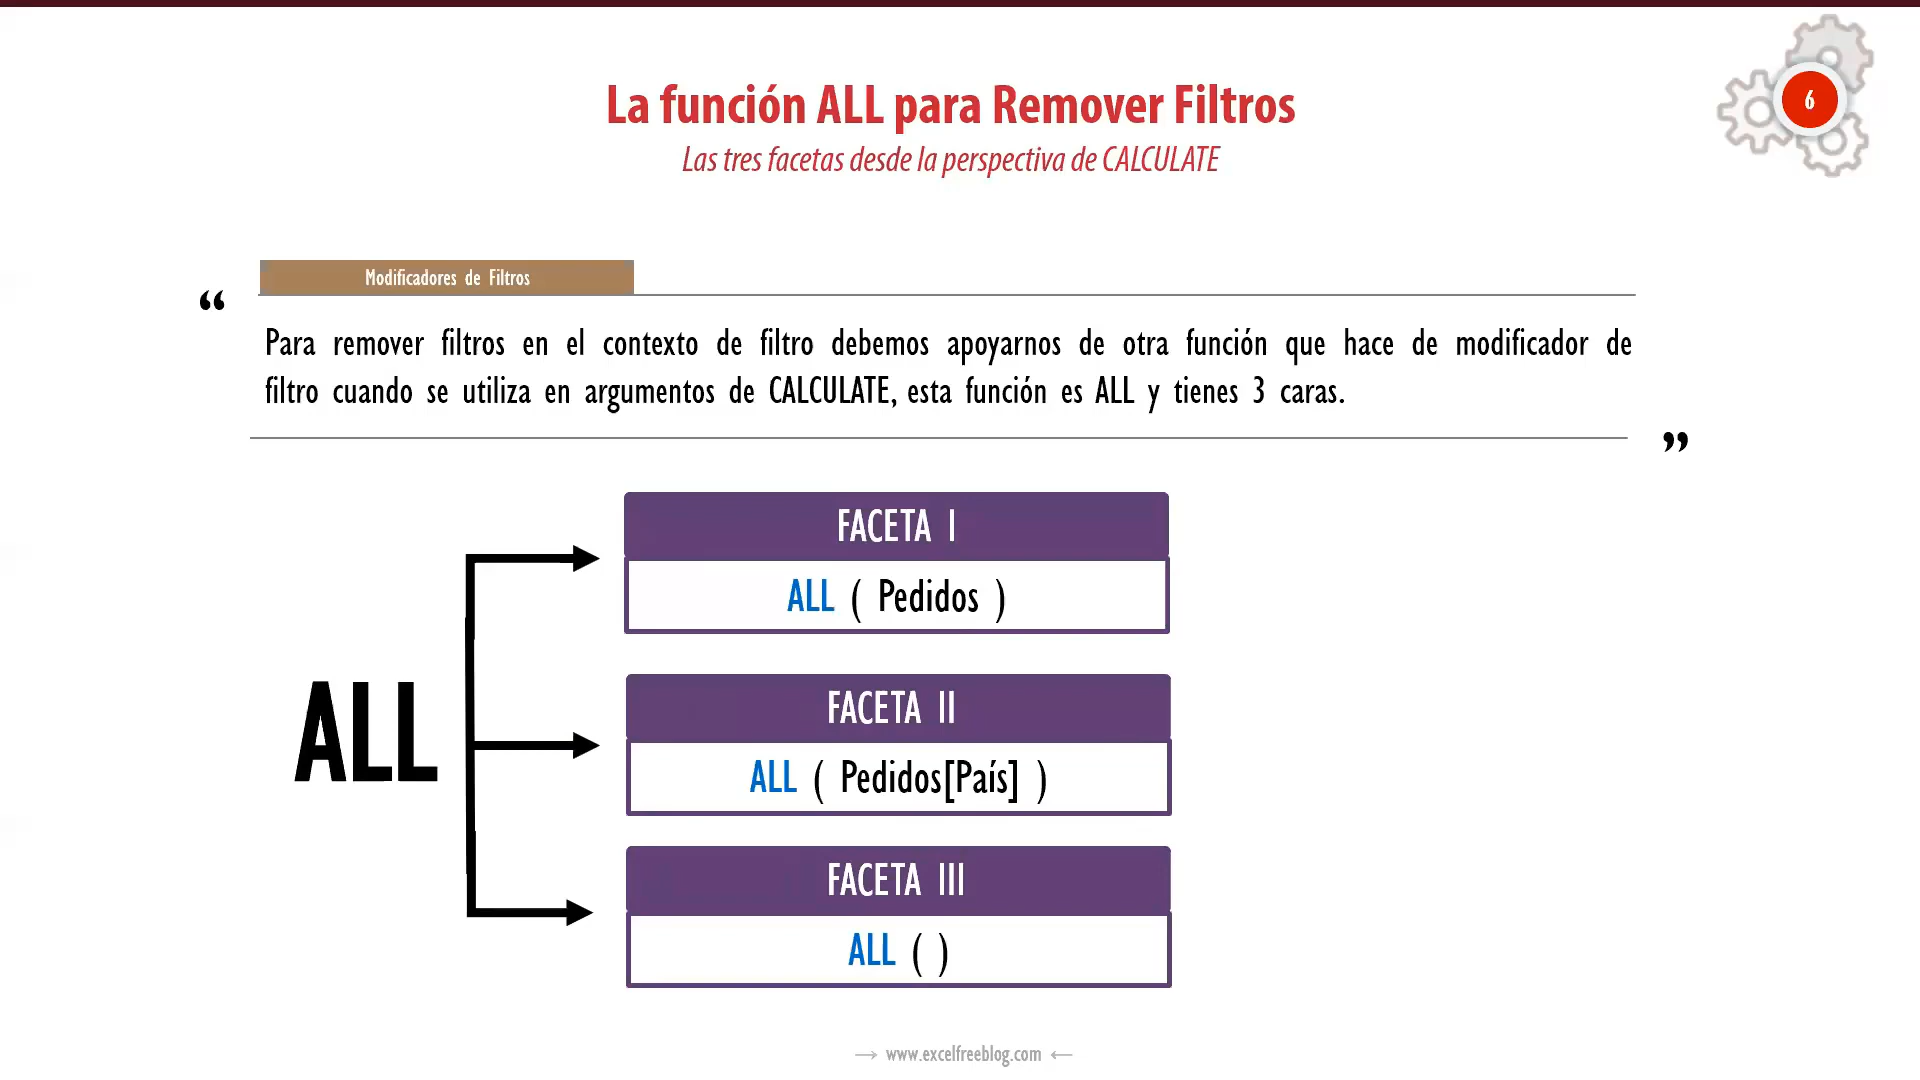 La función ALL para Remover Filtros
Las tres facetas desde la perspectiva de CALCULATE
6
Modificadores de Filtros
“
Para remover filtros en el contexto de filtro debemos apoyarnos de otra función que hace de modificador de
filtro cuando se utiliza en argumentos de CALCULATE, esta función es ALL y tienes 3 caras.
”
FACETA I
ALL ( Pedidos )
ALL
FACETA II
ALL ( Pedidos[País] )
FACETA III
ALL ( )
→ www.excelfreeblog.com ←